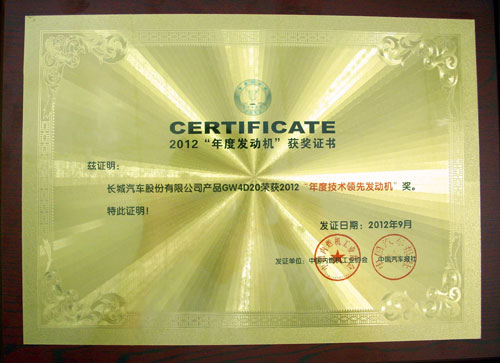 CERTIFICATE
2012“年度发动机”获奖证书
兹证明：
长城汽车股份有限公司产品GW4D20荣获2012“年度技术领先发动机”奖。
特此证明！
发证日期：2012年9月
发证单位：中国内燃机工业协会 中国汽车报社